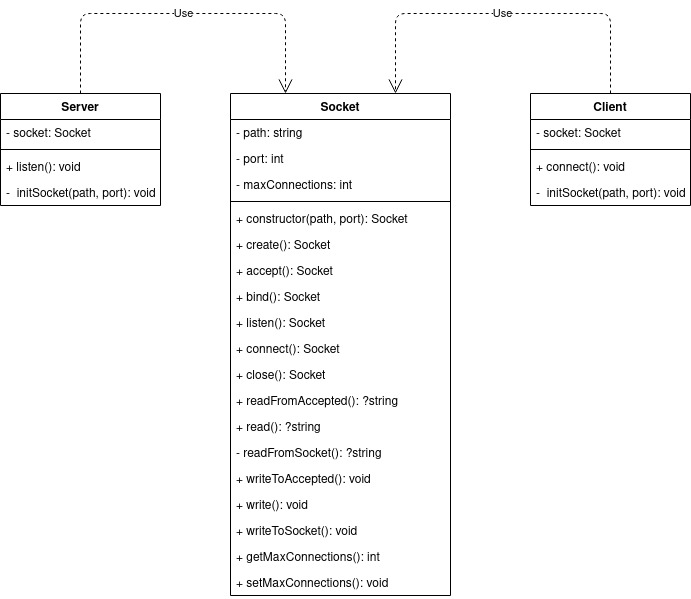 Use
Use
Server
- socket: Socket
+ listen(): void
-  initSocket(path, port): void
Socket
- path: string
- port: int
- maxConnections: int
+ constructor(path, port): Socket
+ create(): Socket
+ accept(): Socket
+ bind(): Socket
+ listen(): Socket
+ connect(): Socket
+ close(): Socket
+ readFromAccepted(): ?string
+ read(): ?string
- readFromSocket(): ?string
+ writeToAccepted(): void
+ write(): void
+ writeToSocket(): void
+ getMaxConnections(): int
+ setMaxConnections(): void
Client
- socket: Socket
+ connect(): void
-  initSocket(path, port): void